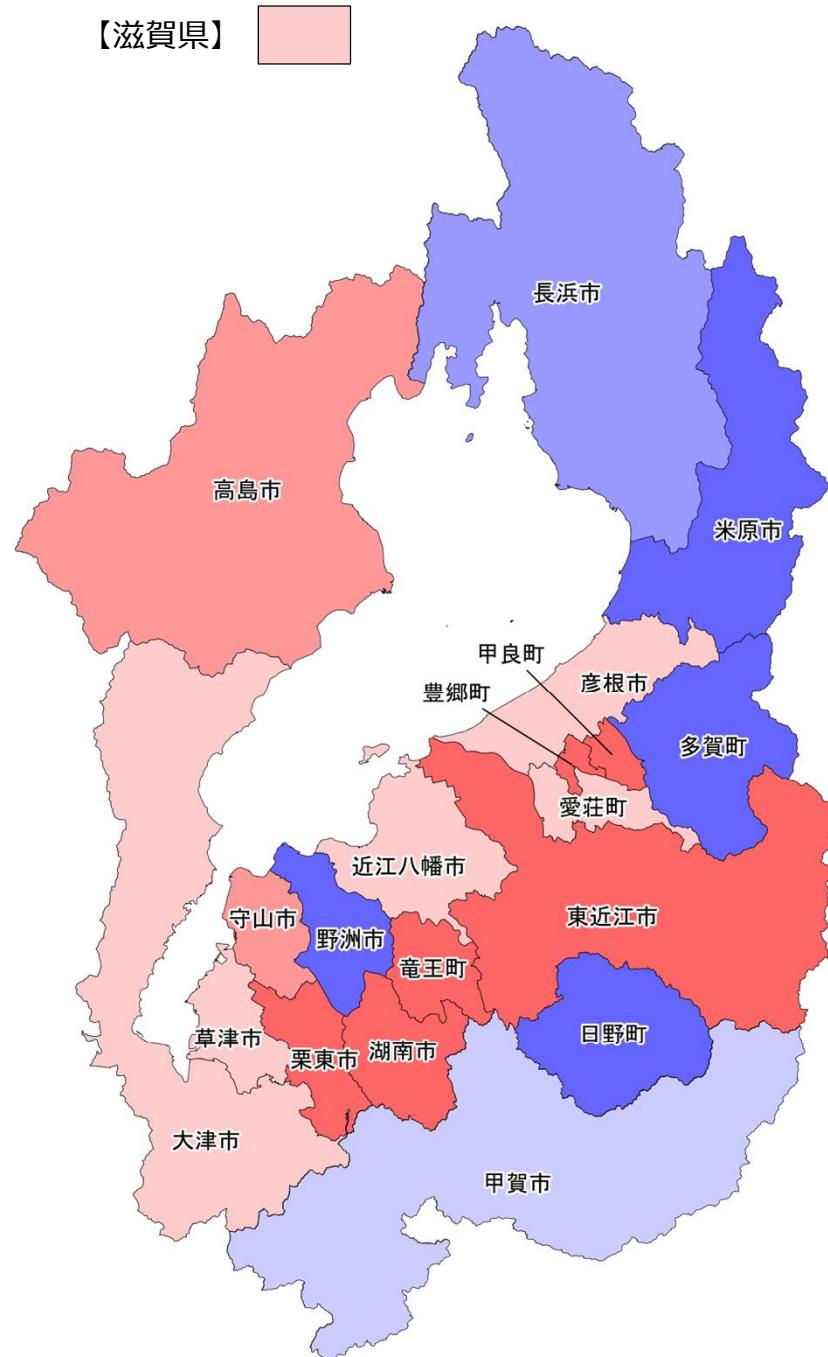 【滋賀県】
長浜市
高島市
米原市
甲良町
彦根市
豊郷町
多賀町
愛荘町
近江八幡市
守山市
野洲市
東近江市
竜王町
草津市
栗東市
湖南市
日野町
大津市
甲賀市